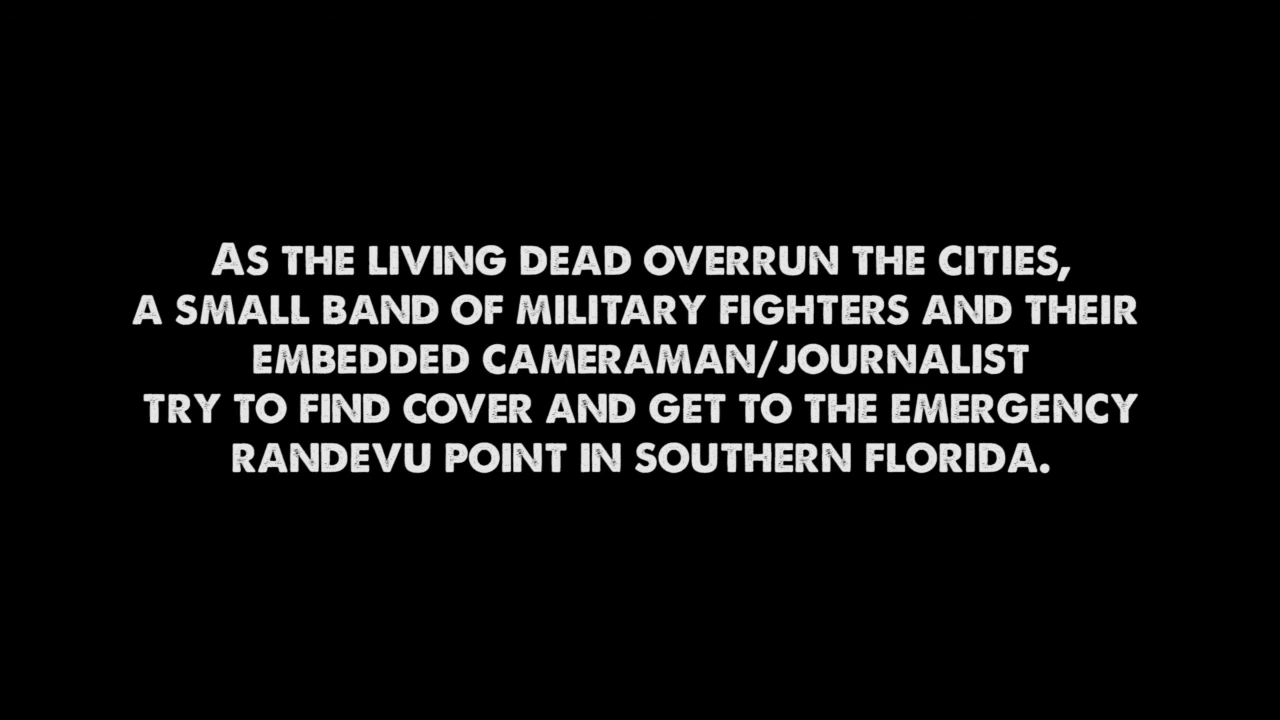 As the living dead overrun the cities,
a small band of military fighters and their
embedded cameraman/journalist
try to find cover and get to the emergency
randevu point in southern florida.